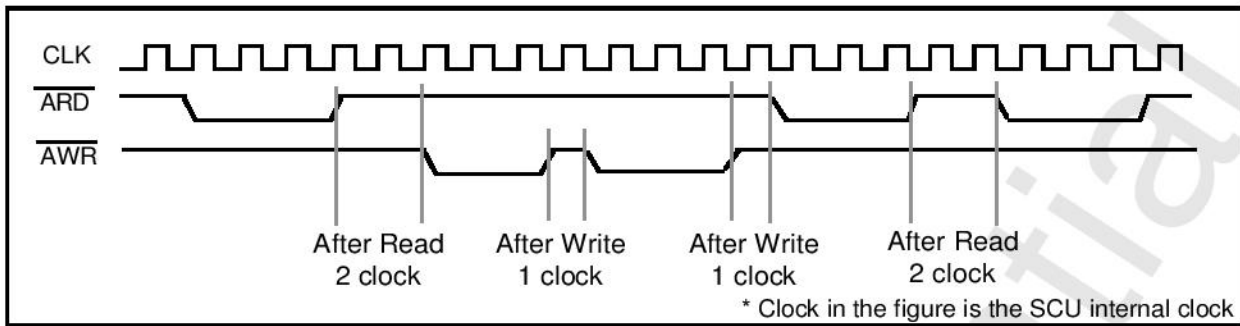 CLK
ARD
AWR
After Read
2 clock
After Write
1 clock
After Write
1 clock
After Read
2 clock
* Clock in the figure is the SCU internal clock